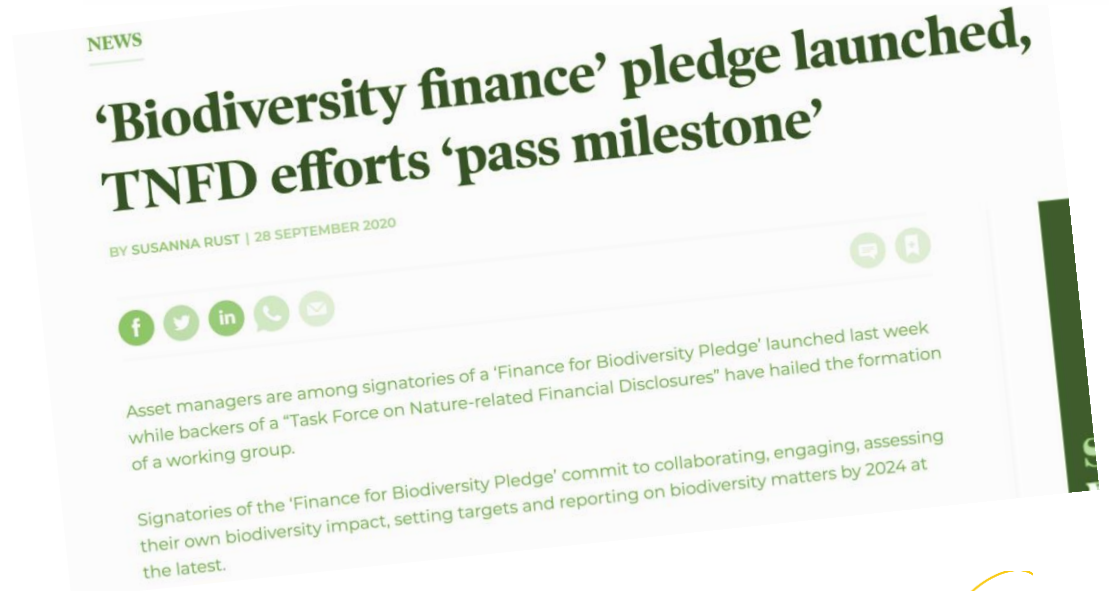 NEWS
‘Biodiversity finance’ pledge launched,
TNFD efforts ‘pass milestone’
BY SUSANNA RUST | 28 SEPTEMBER 2020
Asset managers are among signatories of a ‘Finance for Biodiversity Pledge’ launched last week
while backers of a “Task Force on Nature-related Financial Disclosures” have hailed the formation
of a working group.
Signatories of the ‘Finance for Biodiversity Pledge’ commit to collaborating, engaging, assessing
their own biodiversity impact, setting targets and reporting on biodiversity matters by 2024 at
the latest.